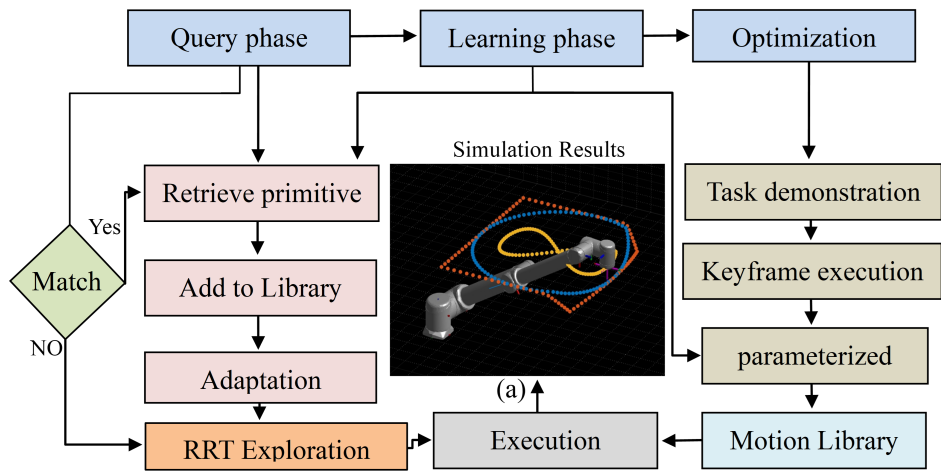 Query phase
Learning phase
Optimization
Simulation Results
Retrieve primitive
Task demonstration
Yes
Match
Add to Library
Keyframe execution
NO
Adaptation
parameterized
(a)
RRT Exploration
Execution
Motion Library